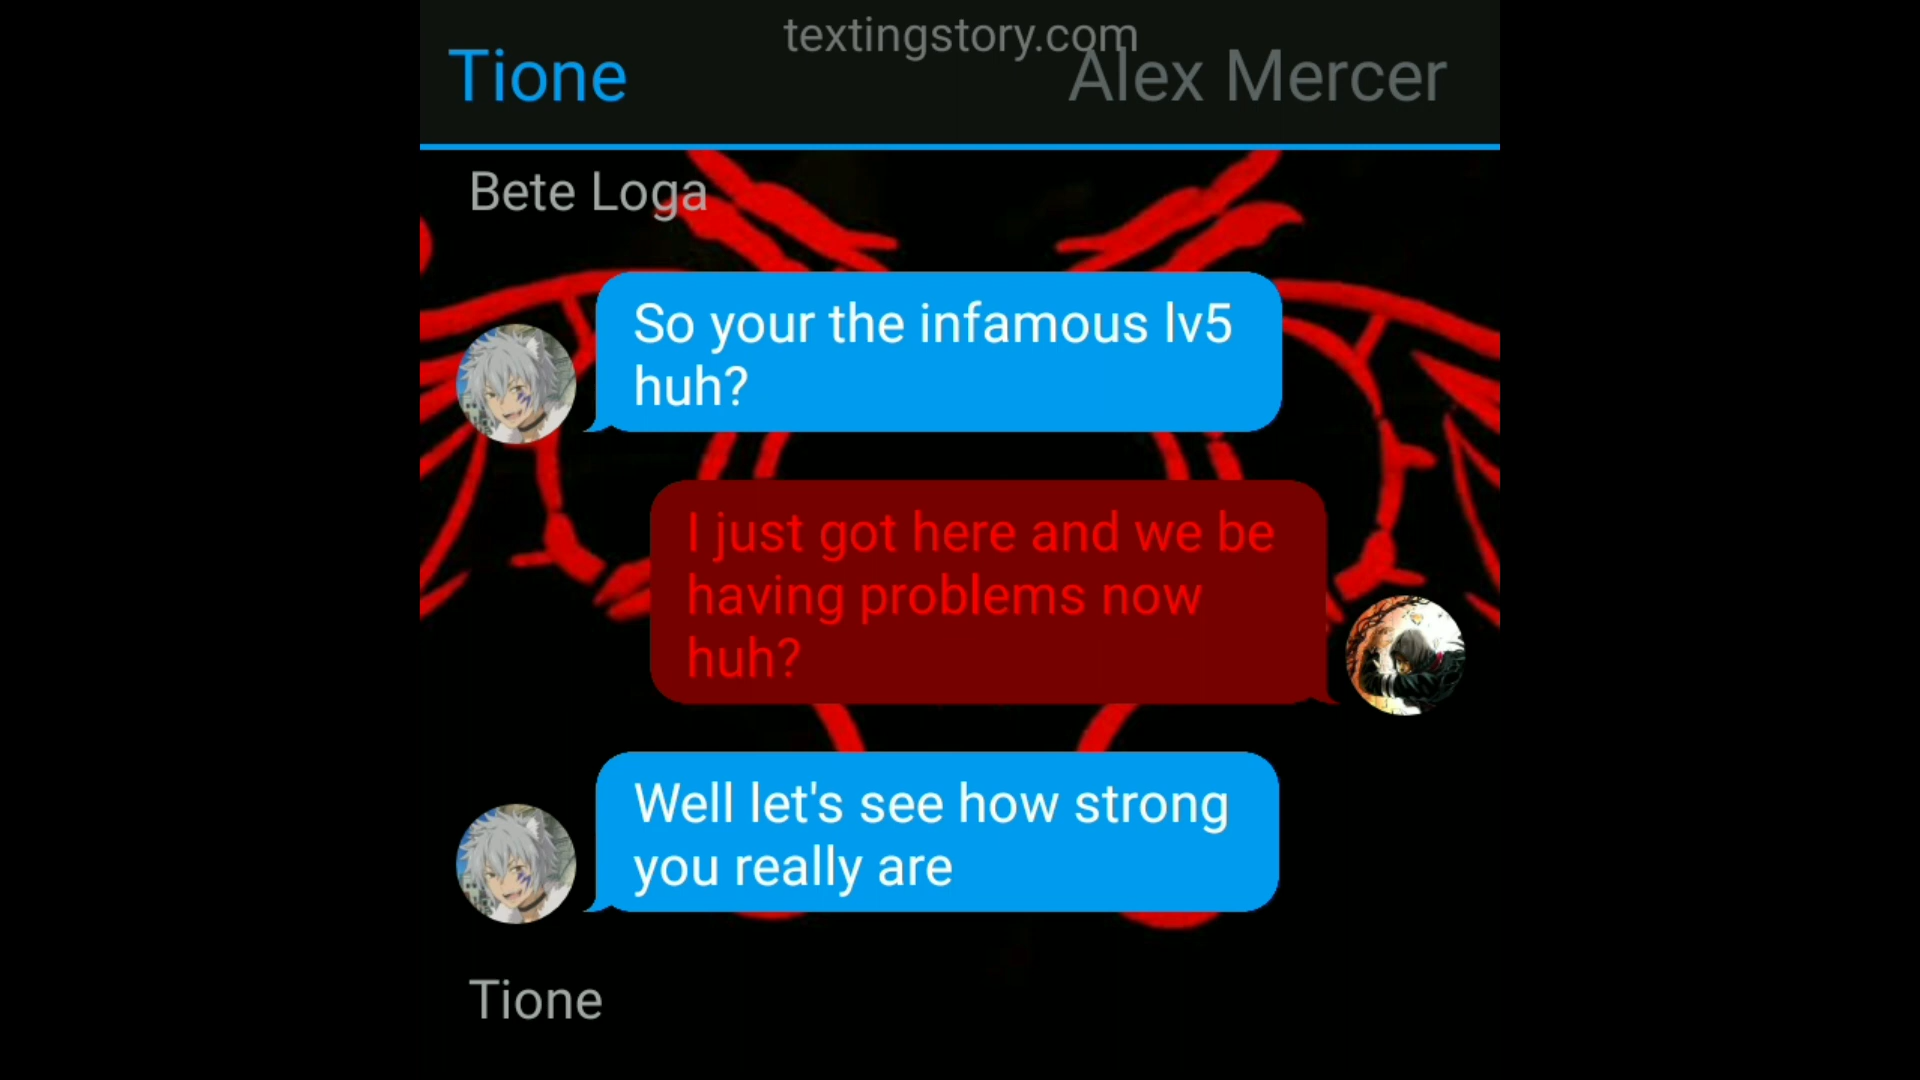 textingstory.com
Tione
Alex Mercer
Bete Loga
So your the infamous lv5
huh?
I just got here and we be
having problems now
huh?
Well let's see how strong
you really are
Tione